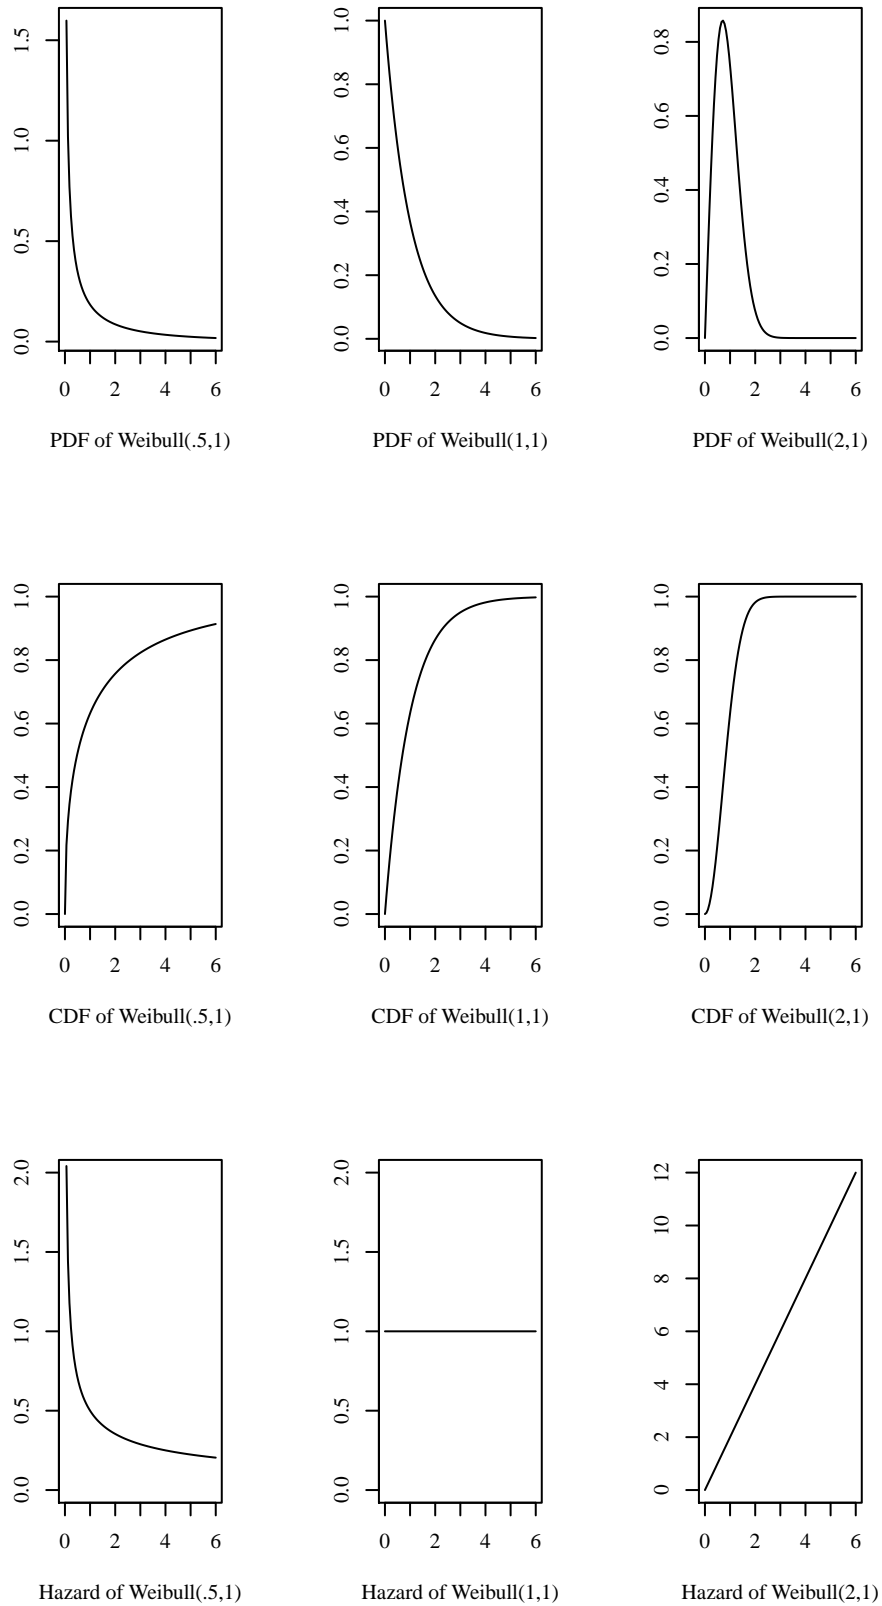 0.0 0.5 1.0 1.5
0 2 4 6
PDF of Weibull(.5,1)
0.0 0.2 0.4 0.6 0.8 1.0
0 2 4 6
PDF of Weibull(1,1)
0.0 0.2 0.4 0.6 0.8
0 2 4 6
PDF of Weibull(2,1)
0.0 0.2 0.4 0.6 0.8 1.0
0 2 4 6
CDF of Weibull(.5,1)
0.0 0.2 0.4 0.6 0.8 1.0
0 2 4 6
CDF of Weibull(1,1)
0.0 0.2 0.4 0.6 0.8 1.0
0 2 4 6
CDF of Weibull(2,1)
0.0 0.5 1.0 1.5 2.0
0 2 4 6
Hazard of Weibull(.5,1)
0.0 0.5 1.0 1.5 2.0
0 2 4 6
Hazard of Weibull(1,1)
0 2 4 6 8 10 12
0 2 4 6
Hazard of Weibull(2,1)